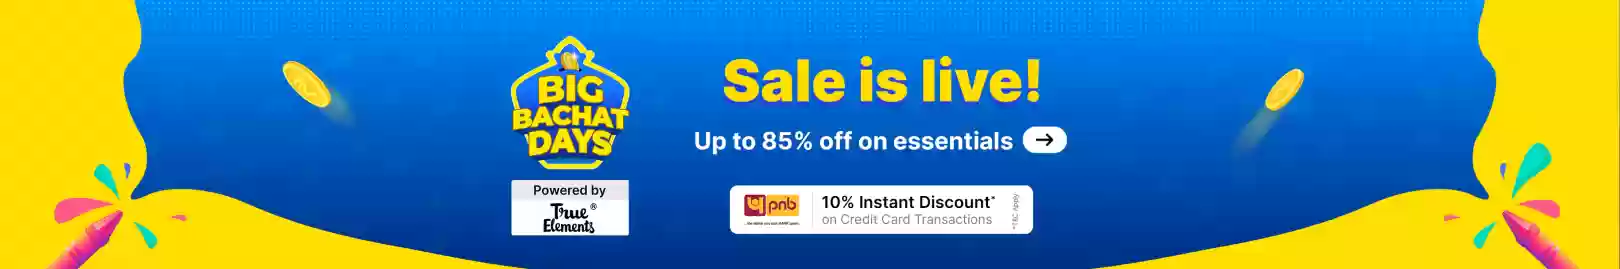 BIG
BACHAT
DAYS
Powered by
True®
Elements
Sale is live!
Up to 85% off on essentials
pnb
10% Instant Discount*
on Credit Card Transactions
*T&C Apply